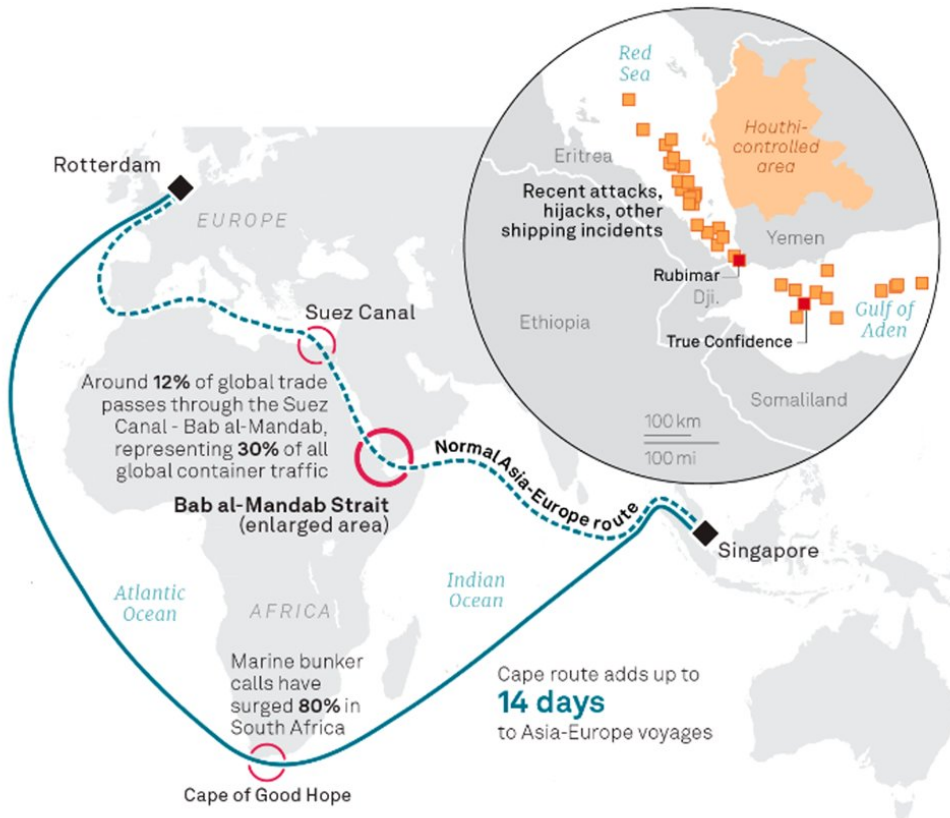 Red
Sea
Houthi-
controlled
area
Eritrea
Recent attacks,
hijacks, other
shipping incidents
Yemen
Rubimar
Dji.
Ethiopia
True Confidence
Gulf of
Aden
Somaliland
100 km
100 mi
Rotterdam
EUROPE
Suez Canal
Around 12% of global trade
passes through the Suez
Canal - Bab al-Mandab,
representing 30% of all
global container traffic
Bab al-Mandab Strait
(enlarged area)
Normal Asia-Europe route
Singapore
Atlantic
Ocean
Indian
Ocean
AFRICA
Marine bunker
calls have
surged 80% in
South Africa
Cape route adds up to
14 days
to Asia-Europe voyages
Cape of Good Hope